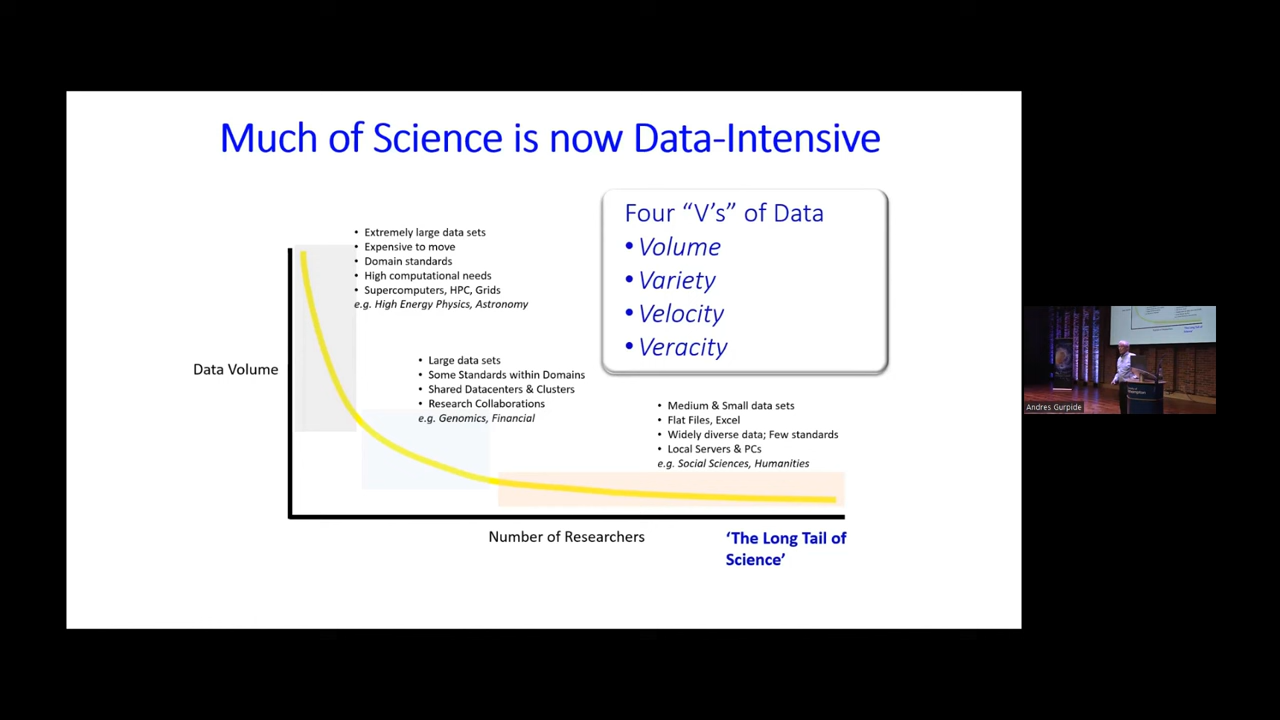 Much of Science is now Data-Intensive
• Extremely large data sets
• Expensive to move
• Domain standards
• High computational needs
• Supercomputers, HPC, Grids
e.g. High Energy Physics, Astronomy
Four “V’s” of Data
• Volume
• Variety
• Velocity
• Veracity
Data Volume
• Large data sets
• Some Standards within Domains
• Shared Datacenters & Clusters
• Research Collaborations
e.g. Genomics, Financial
• Medium & Small data sets
• Flat Files, Excel
• Widely diverse data; Few standards
• Local Servers & PCs
e.g. Social Sciences, Humanities
Number of Researchers
‘The Long Tail of
Science’
Andres Gurpide